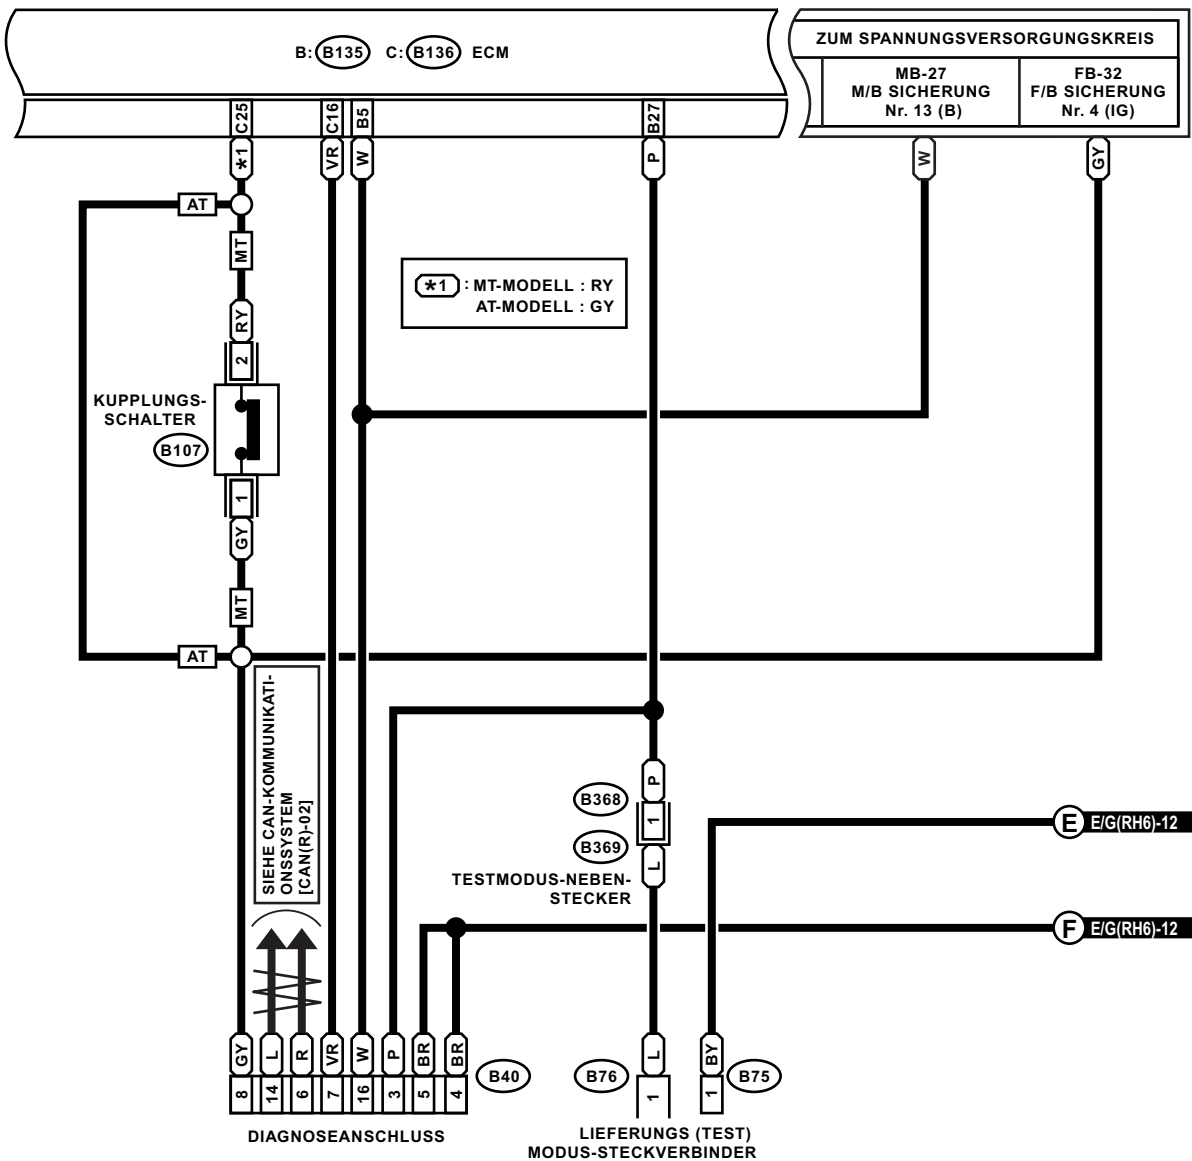 B: B135 C: B136 ECM
ZUM SPANNUNGSVERSORGUNGSKREIS
MB-27
M/B SICHERUNG
Nr. 13 (B)
FB-32
F/B SICHERUNG
Nr. 4 (IG)
C25
C16
B5
B27
*1
VR
W
P
W
GY
AT
MT
*1 : MT-MODELL : RY
AT-MODELL : GY
RY
2
KUPPLUNGS-
SCHALTER
B107
1
GY
MT
AT
SIEHE CAN-KOMMUNIKATI-
ONSSYSTEM
[CAN(R)-02]
P
B368
1
B369
L
TESTMODUS-NEBEN-
STECKER
E E/G(RH6)-12
F E/G(RH6)-12
GY
L
R
VR
W
P
BR
BR
L
BY
8
14
6
7
16
3
5
4
B40
B76
1
1
B75
DIAGNOSEANSCHLUSS
LIEFERUNGS (TEST)
MODUS-STECKVERBINDER